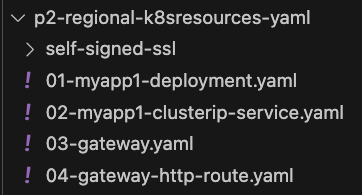 p2-regional-k8sresources-yaml
self-signed-ssl
! 01-myapp1-deployment.yaml
! 02-myapp1-clusterip-service.yaml
! 03-gateway.yaml
! 04-gateway-http-route.yaml